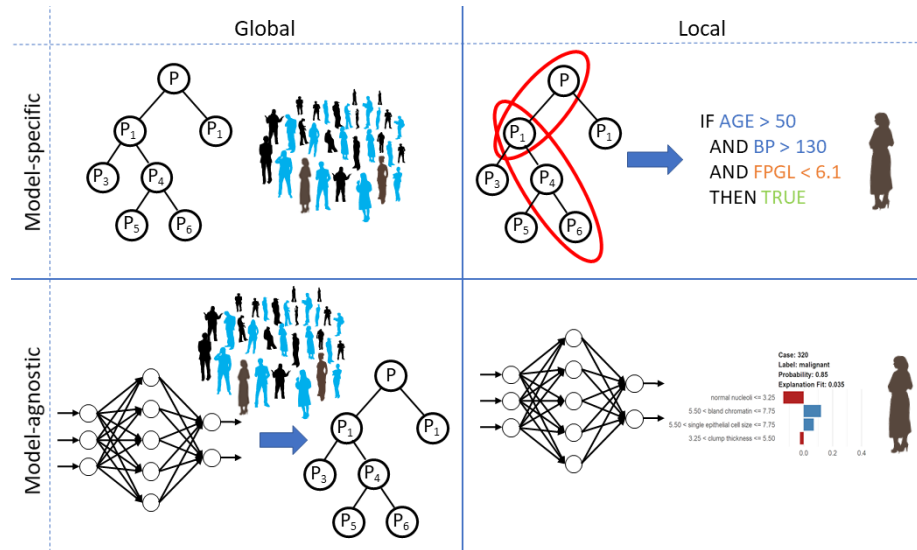 Global
Local
Model-specific
P
P₁
P₁
P₃
P₄
P₅
P₆
P
P₁
P₁
P₃
P₄
P₅
P₆
IF AGE > 50
AND BP > 130
AND FPGL < 6.1
THEN TRUE
Model-agnostic
P
P₁
P₁
P₃
P₄
P₅
P₆
Case: 320
Label: malignant
Probability: 0.85
Explanation Fit: 0.035
normal nucleoli <= 3.25
5.50 < bland chromatin <= 7.75
5.50 < single epithelial cell size <= 7.75
3.25 < clump thickness <= 5.50
0.0 0.2 0.4